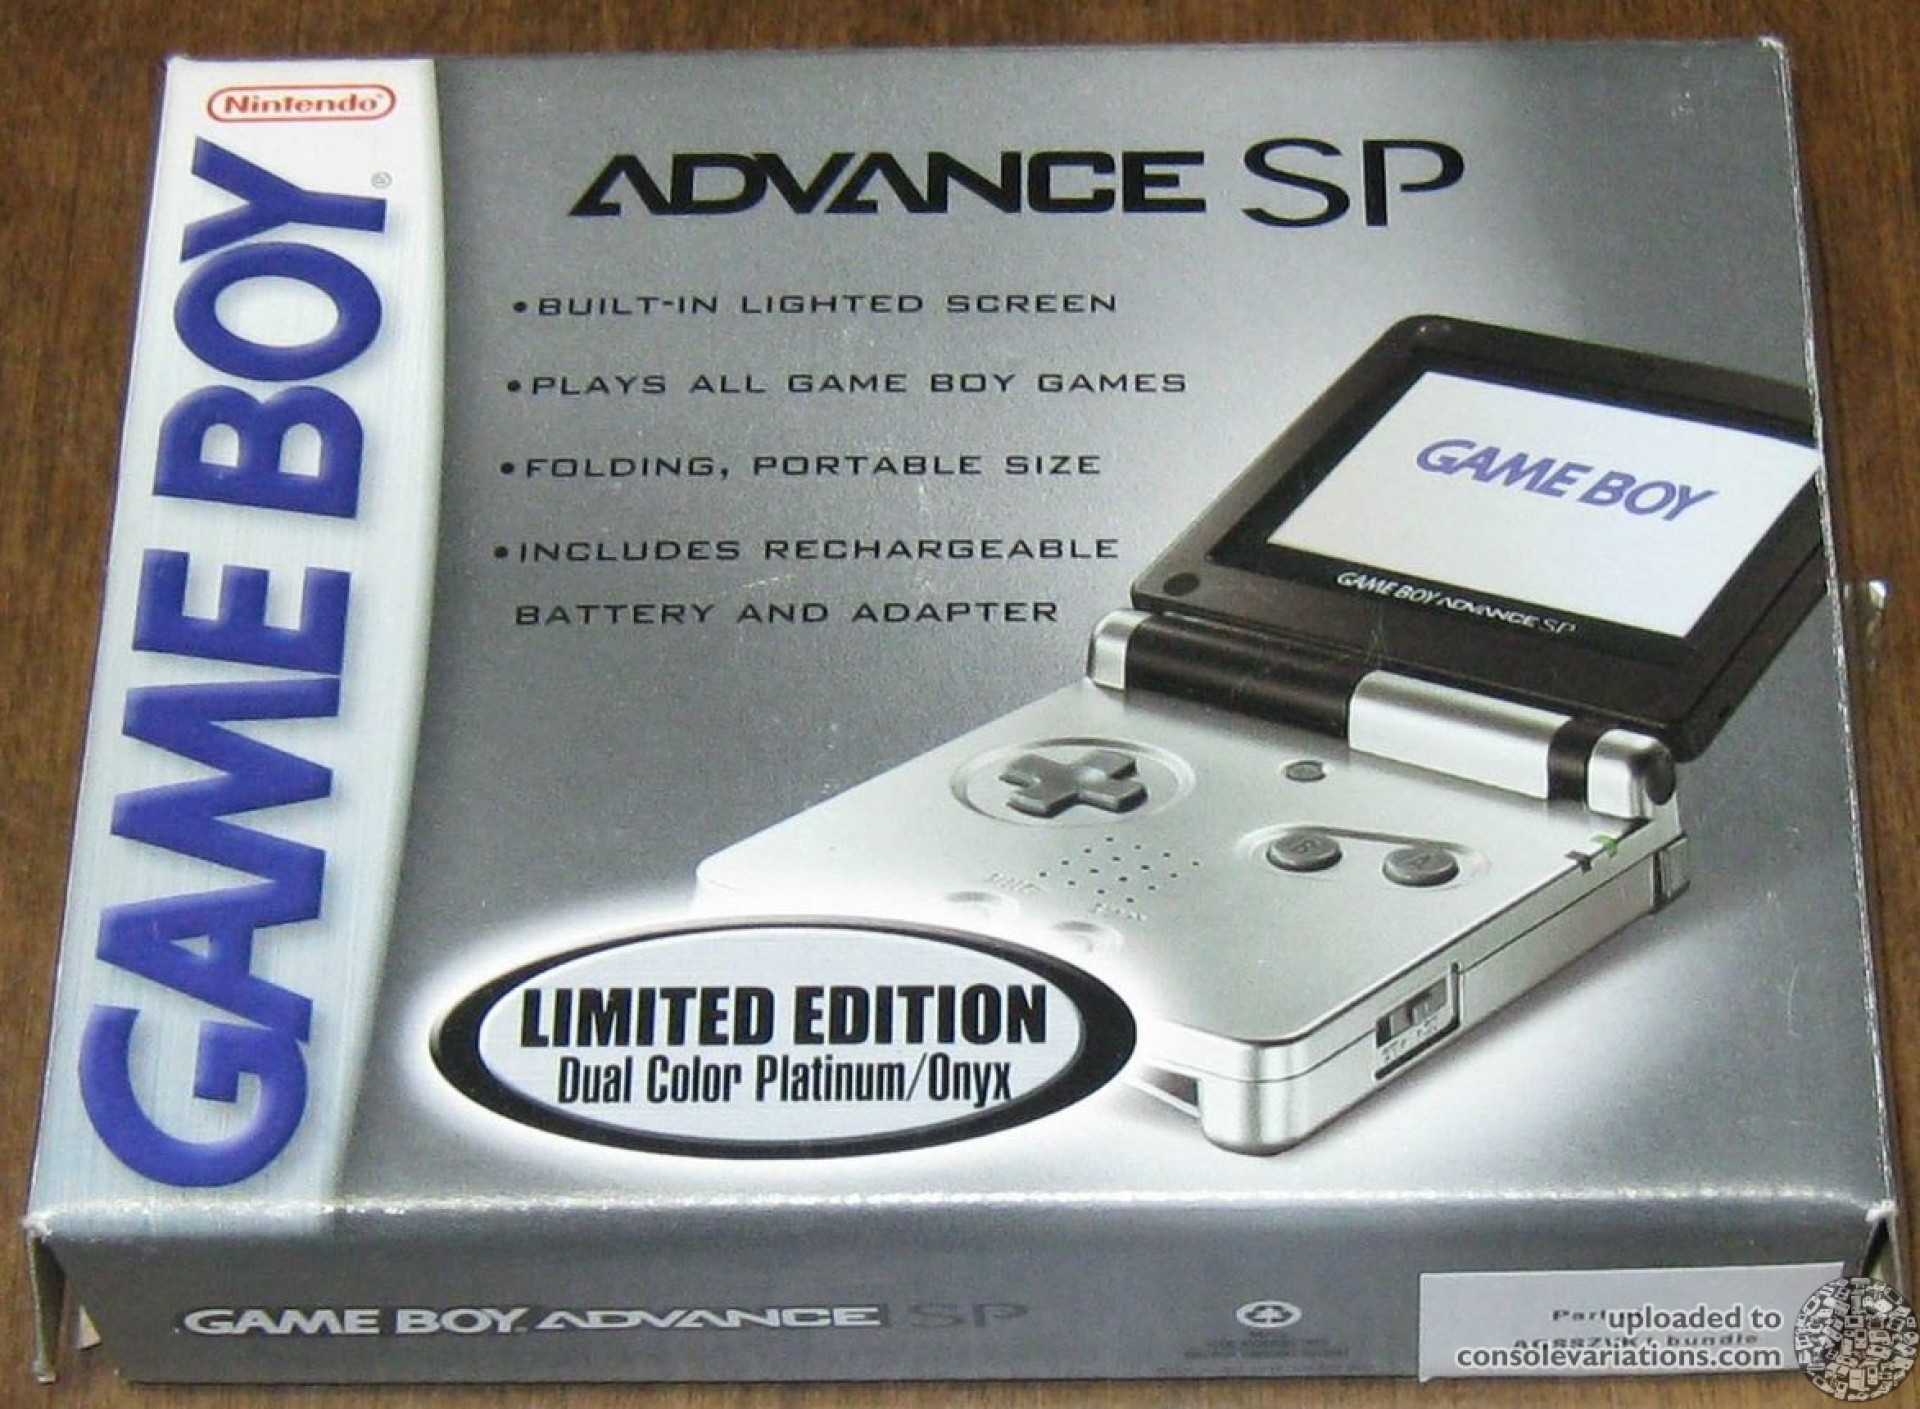 Nintendo®
GAME BOY®
ADVANCE SP
•BUILT-IN LIGHTED SCREEN
•PLAYS ALL GAME BOY GAMES
•FOLDING, PORTABLE SIZE
•INCLUDES RECHARGEABLE
BATTERY AND ADAPTER
GAME BOY
GAME BOY ADVANCE SP
B A
LIMITED EDITION
Dual Color Platinum/Onyx
GAME BOY ADVANCE SP
bundle
uploaded to
consolevariations.com